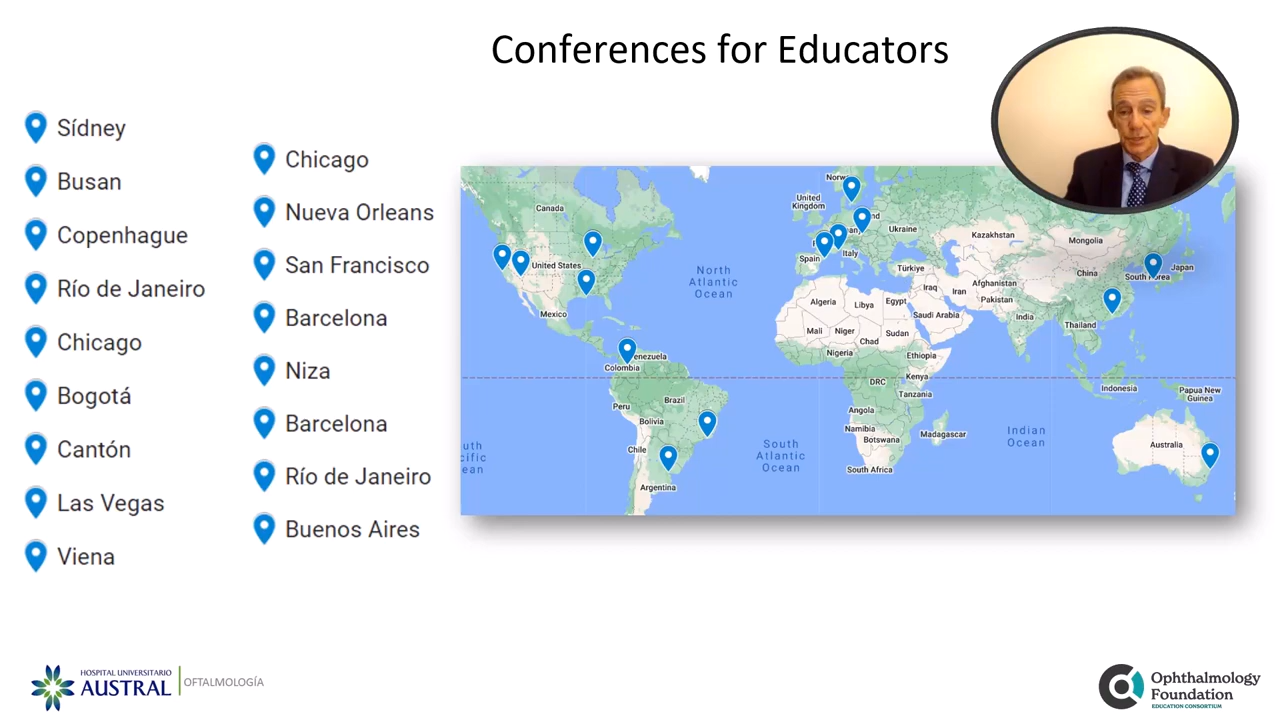 Conferences for Educators
Sídney
Busan
Copenhague
Río de Janeiro
Chicago
Bogotá
Cantón
Las Vegas
Viena
Chicago
Nueva Orleans
San Francisco
Barcelona
Niza
Barcelona
Río de Janeiro
Buenos Aires
Norw
United
Kingdom
Canada
Ukraine
Kazakhstan
Mongolia
Spain
Italy
United States
North
Atlantic
Ocean
Türkiye
China
Japan
South Korea
Afghanistan
Iraq
Iran
Pakistan
Algeria
Libya
Egypt
Saudi Arabia
Mexico
India
Mali
Niger
Sudan
Chad
Thailand
Nigeria
Ethiopia
enezuela
Colombia
Kenya
DRC
Indonesia
Papua New
Guinea
Tanzania
Brazil
Peru
Angola
Bolivia
Namibia
Botswana
Madagascar
Indian
Ocean
Australia
Chile
South
Atlantic
Ocean
uth
cific
ean
South Africa
Argentina
HOSPITAL UNIVERSITARIO
AUSTRAL
OFTALMOLOGÍA
Ophthalmology
Foundation
EDUCATION CONSORTIUM